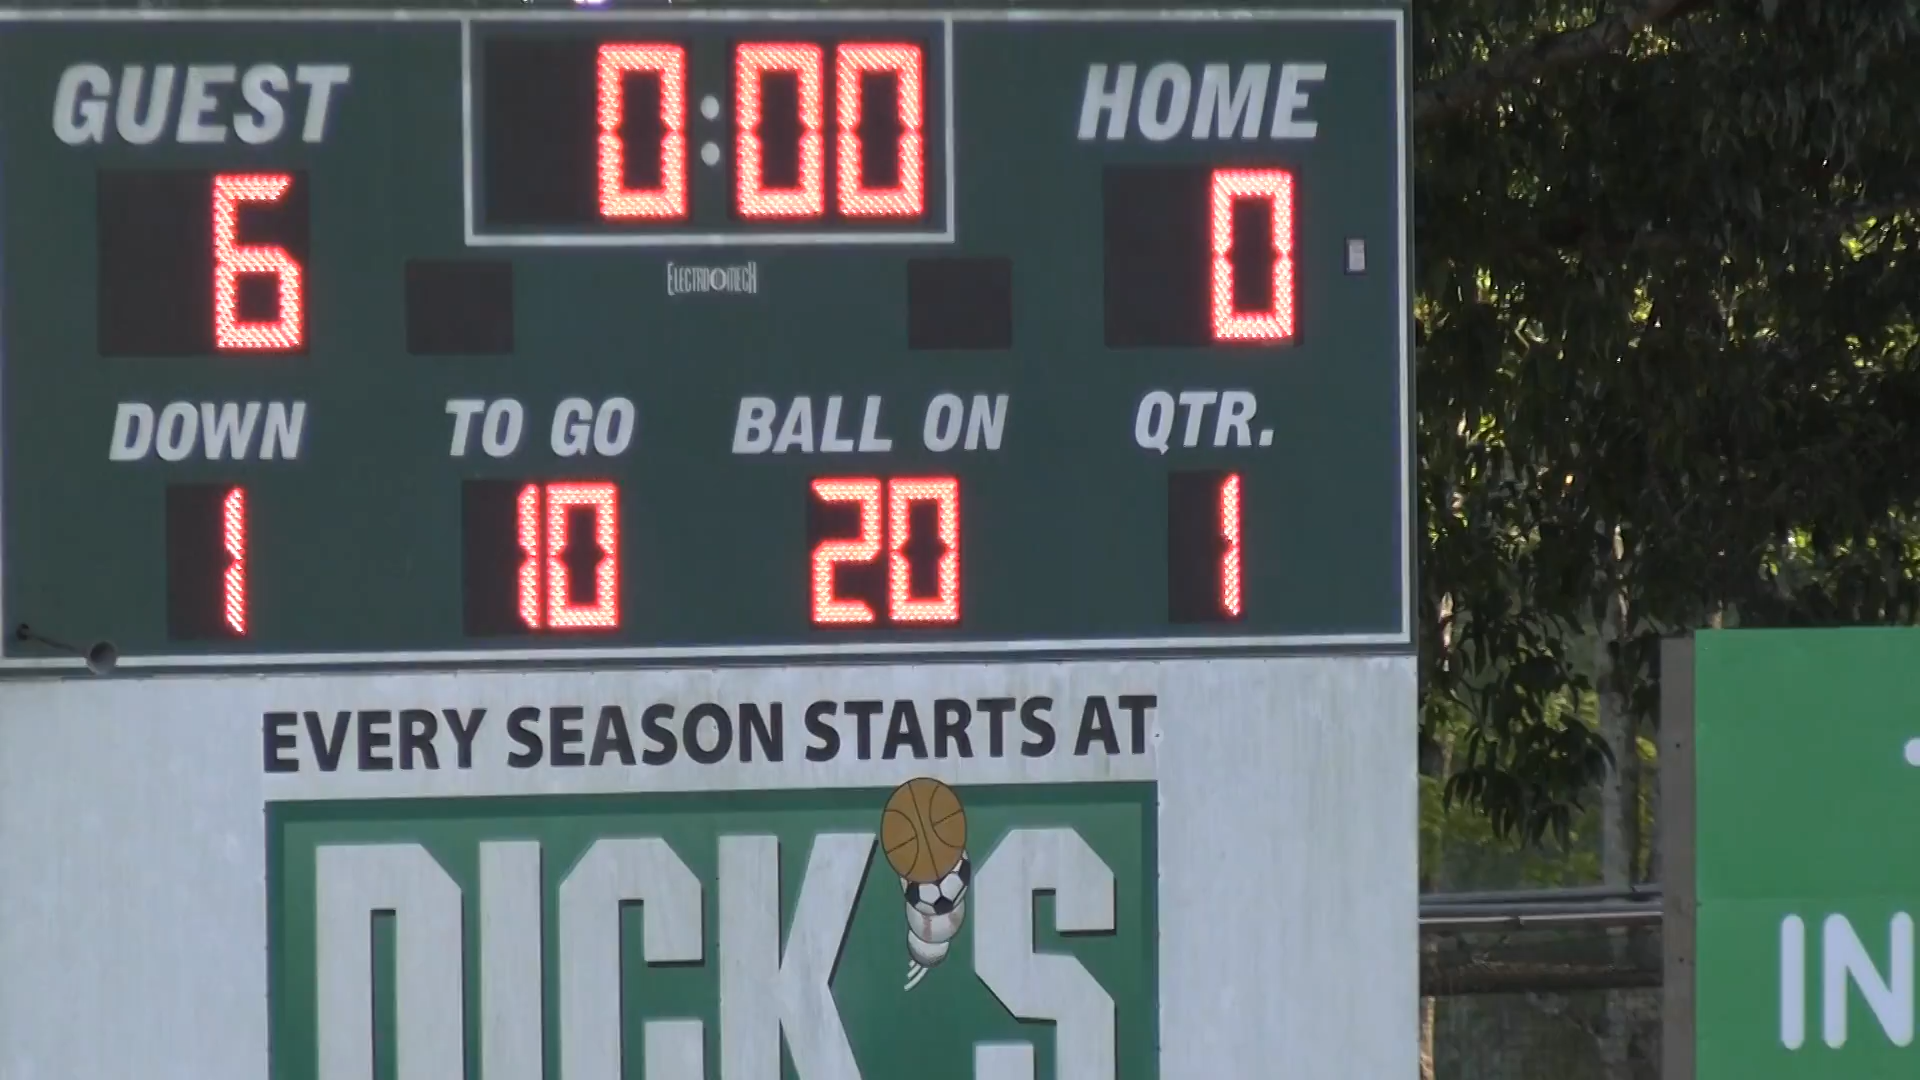 GUEST 0:00 HOME
6 0
ELECTRO-MECH
DOWN TO GO BALL ON QTR.
1 10 20 1
EVERY SEASON STARTS AT
DICK'S
IN